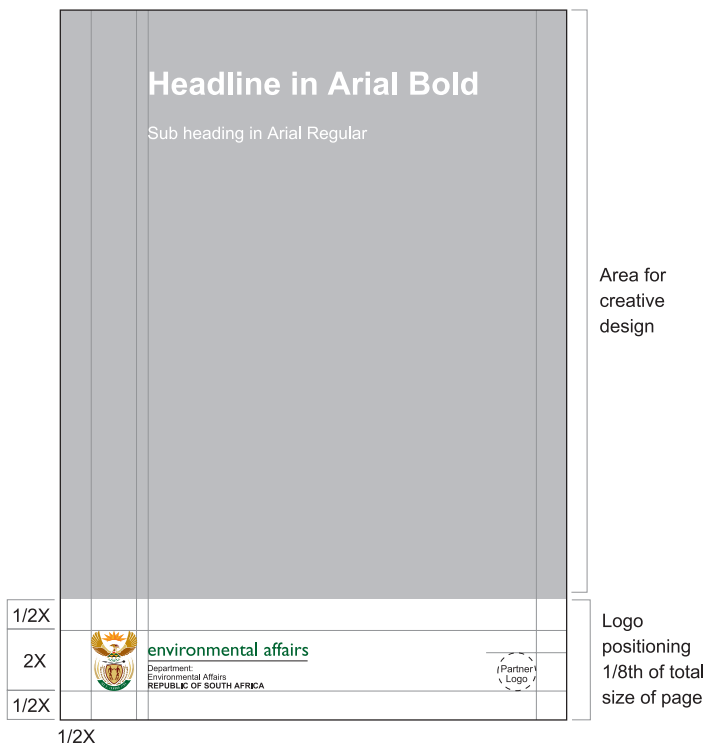 Headline in Arial Bold
Sub heading in Arial Regular
Area for
creative
design
1/2X
2X
1/2X
1/2X
environmental affairs
Department:
Environmental Affairs
REPUBLIC OF SOUTH AFRICA
Partner
Logo
Logo
positioning
1/8th of total
size of page